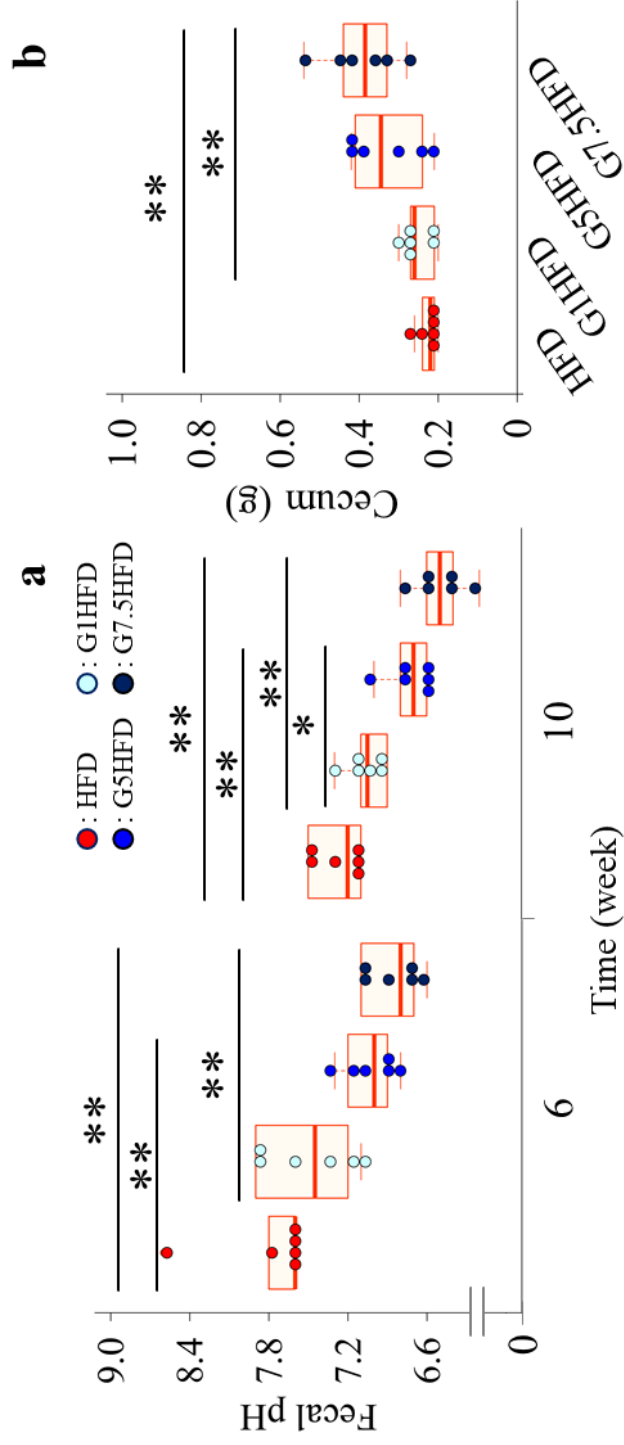 a
: HFD : G1HFD
: G5HFD : G7.5HFD
Fecal pH
9.0
8.4
7.8
7.2
6.6
0
**
**
**
**
**
**
*
6
10
Time (week)
b
Cecum (g)
1.0
0.8
0.6
0.4
0.2
0
**
**
HFD
G1HFD
G5HFD
G7.5HFD